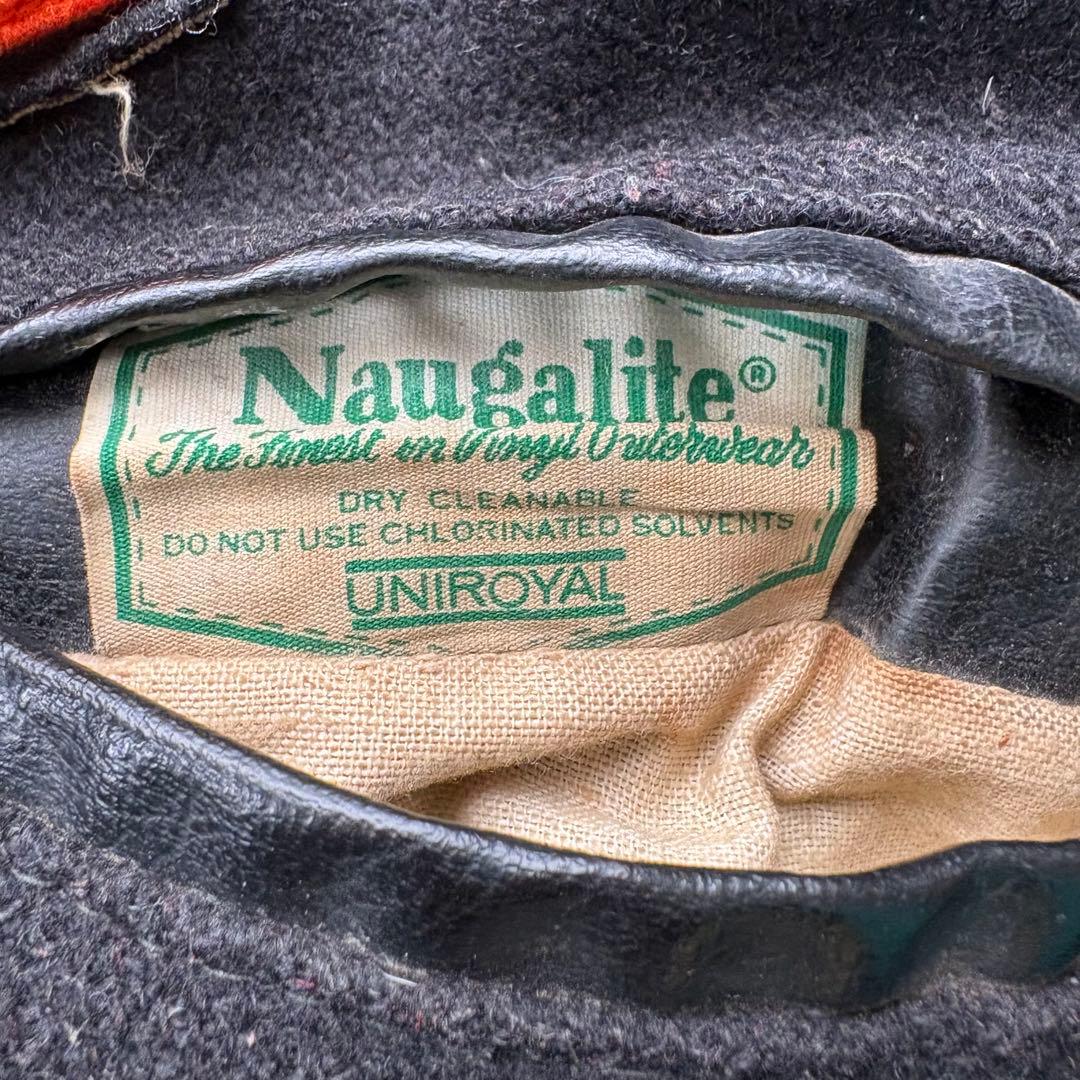 Naugalite®
The Finest in Vinyl Outerwear
DRY CLEANABLE
DO NOT USE CHLORINATED SOLVENTS
UNIROYAL